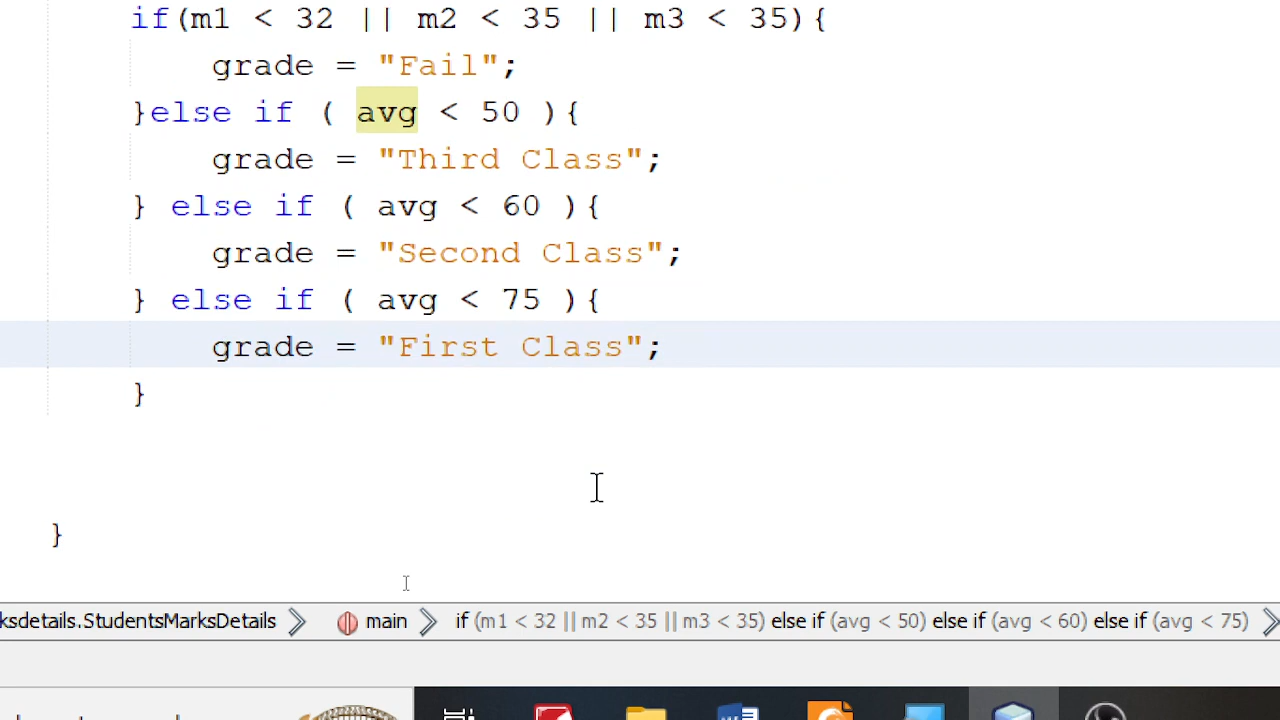 if(m1 < 32 || m2 < 35 || m3 < 35){
grade = "Fail";
}else if ( avg < 50 ){
grade = "Third Class";
} else if ( avg < 60 ){
grade = "Second Class";
} else if ( avg < 75 ){
grade = "First Class";
}
}
ksdetails.StudentsMarksDetails main if (m1 < 32 || m2 < 35 || m3 < 35) else if (avg < 50) else if (avg < 60) else if (avg < 75)